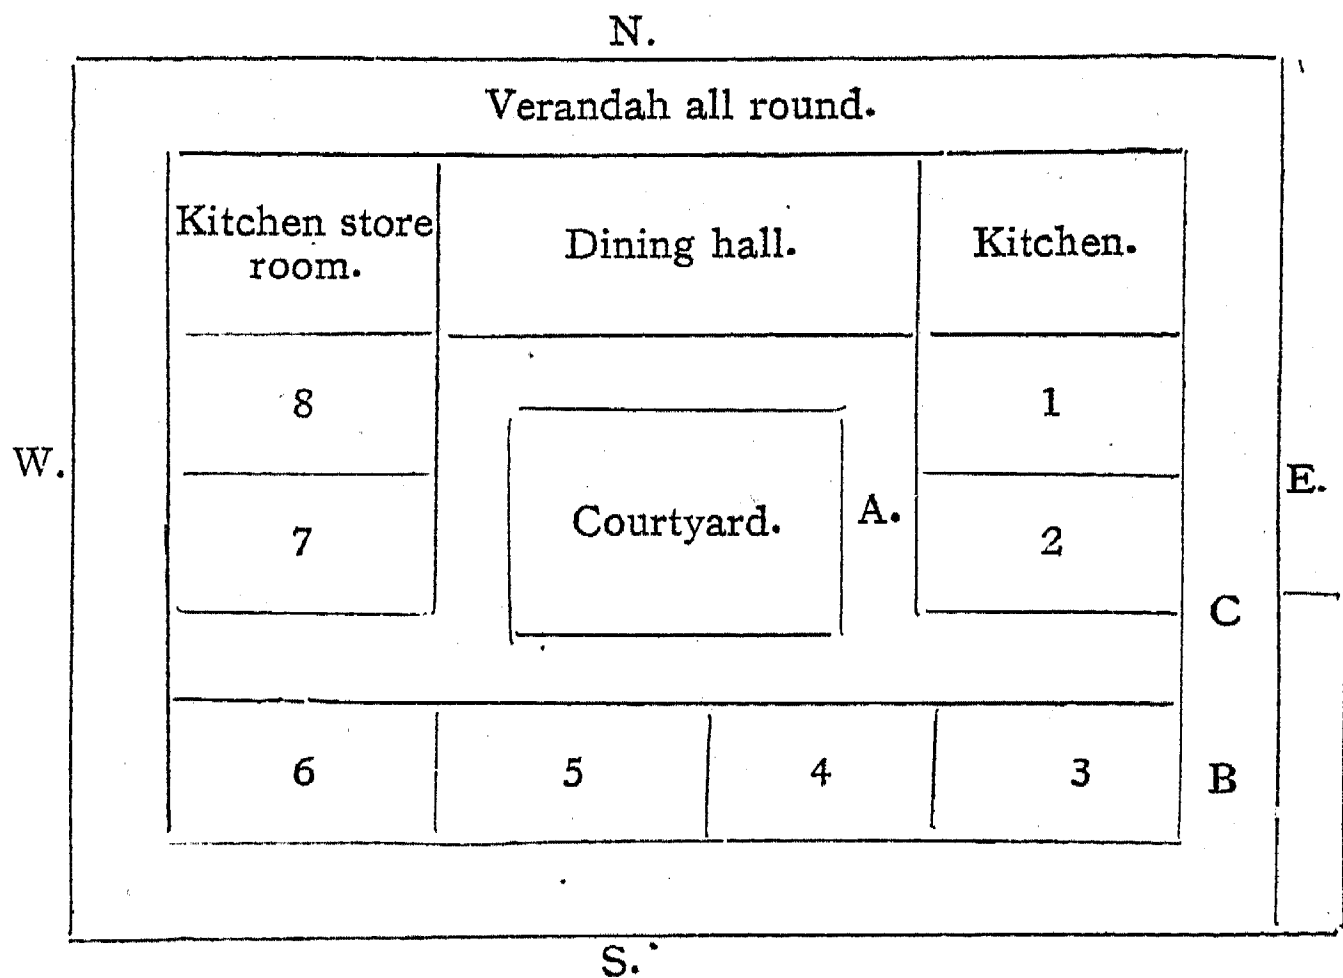 N.
Verandah all round.
Kitchen store
room.
Dining hall.
Kitchen.
8
1
W.
E.
7
Courtyard.
A.
2
C
6
5
4
3
B
S.